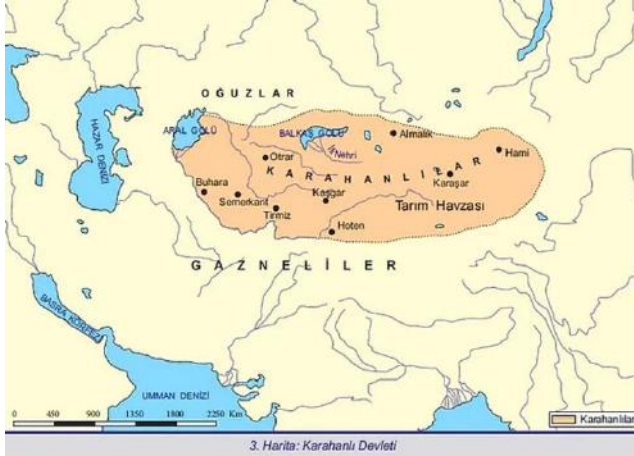 OĞUZLAR
ARAL GÖLÜ
BALKAŞ GÖLÜ
Almalık
HAZAR DENİZİ
Otrar
İli Nehri
Hami
KARAHANLILAR
Karaşar
Buhara
Semerkant
Kaşgar
Tirmiz
Tarım Havzası
Hoten
GAZNELİLER
BASRA KÖRFEZİ
UMMAN DENİZİ
0 450 900 1350 1800 2250 Km
Karahanlılar
3. Harita: Karahanlı Devleti